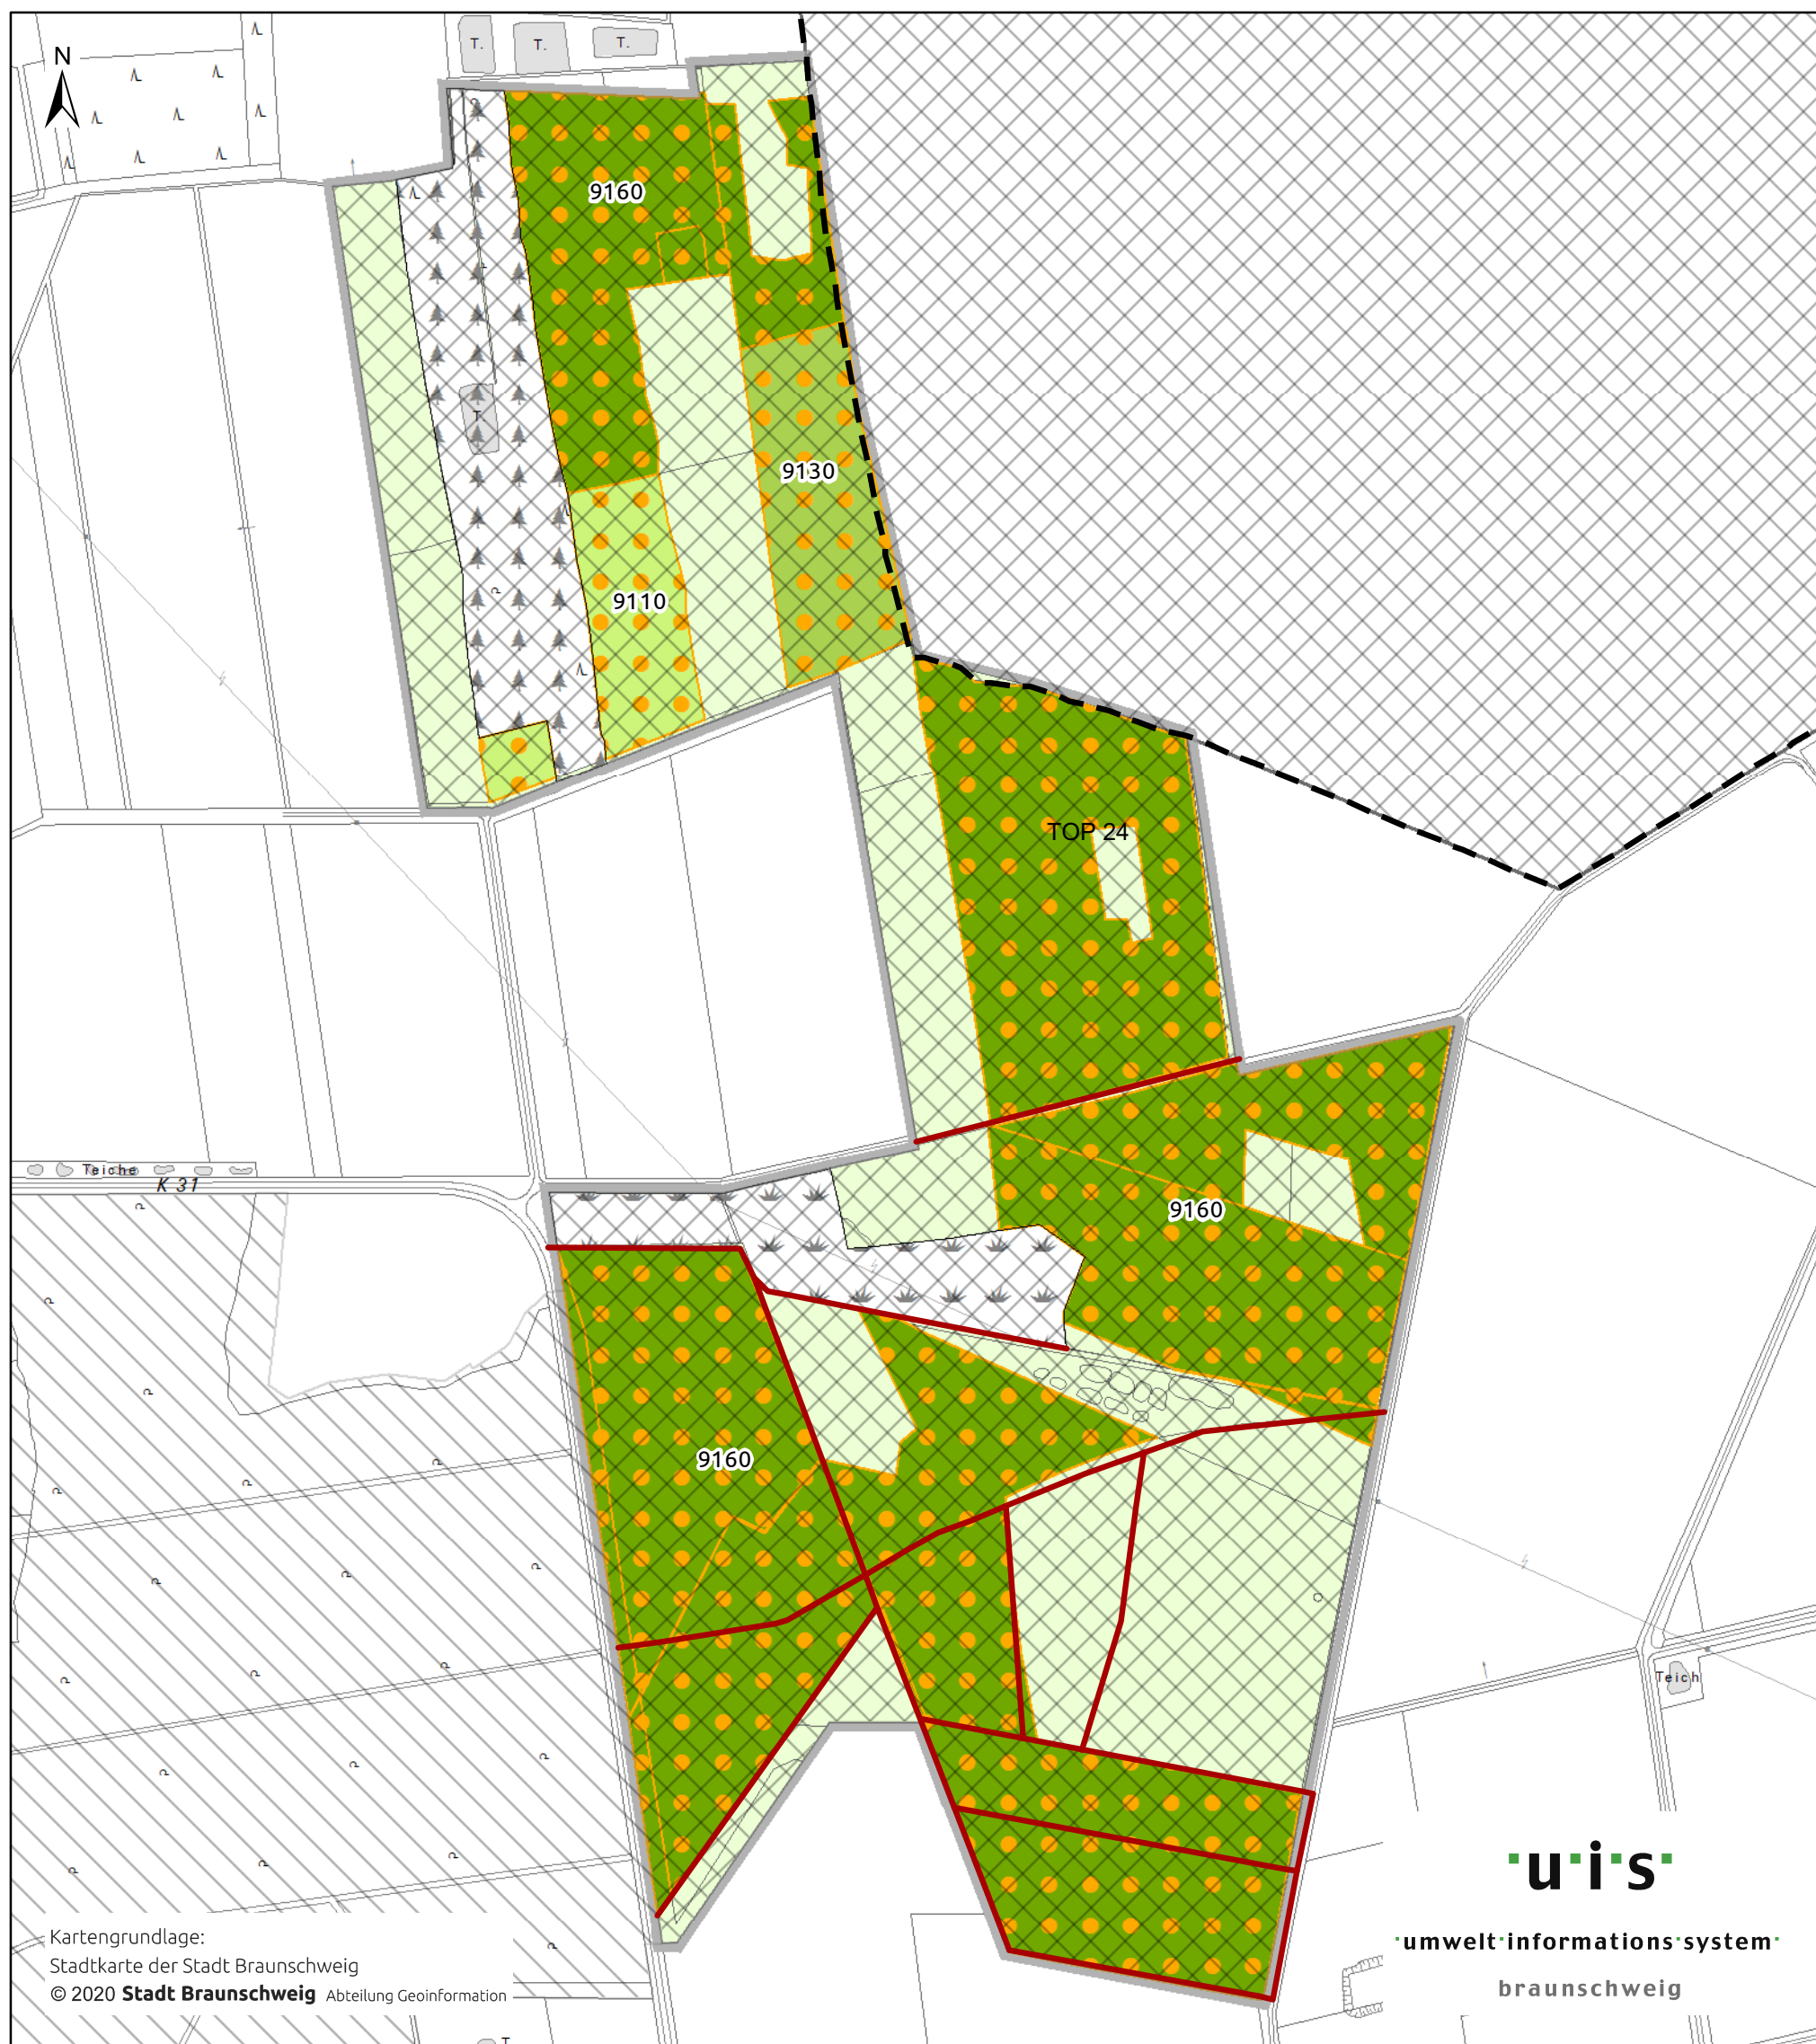 T.
T.
T.
N
9160
T.
9130
9110
TOP 24
Teiche
K 31
9160
9160
Teich
u·i·s
umwelt·informations·system
braunschweig
Kartengrundlage:
Stadtkarte der Stadt Braunschweig
© 2020 Stadt Braunschweig Abteilung Geoinformation
T